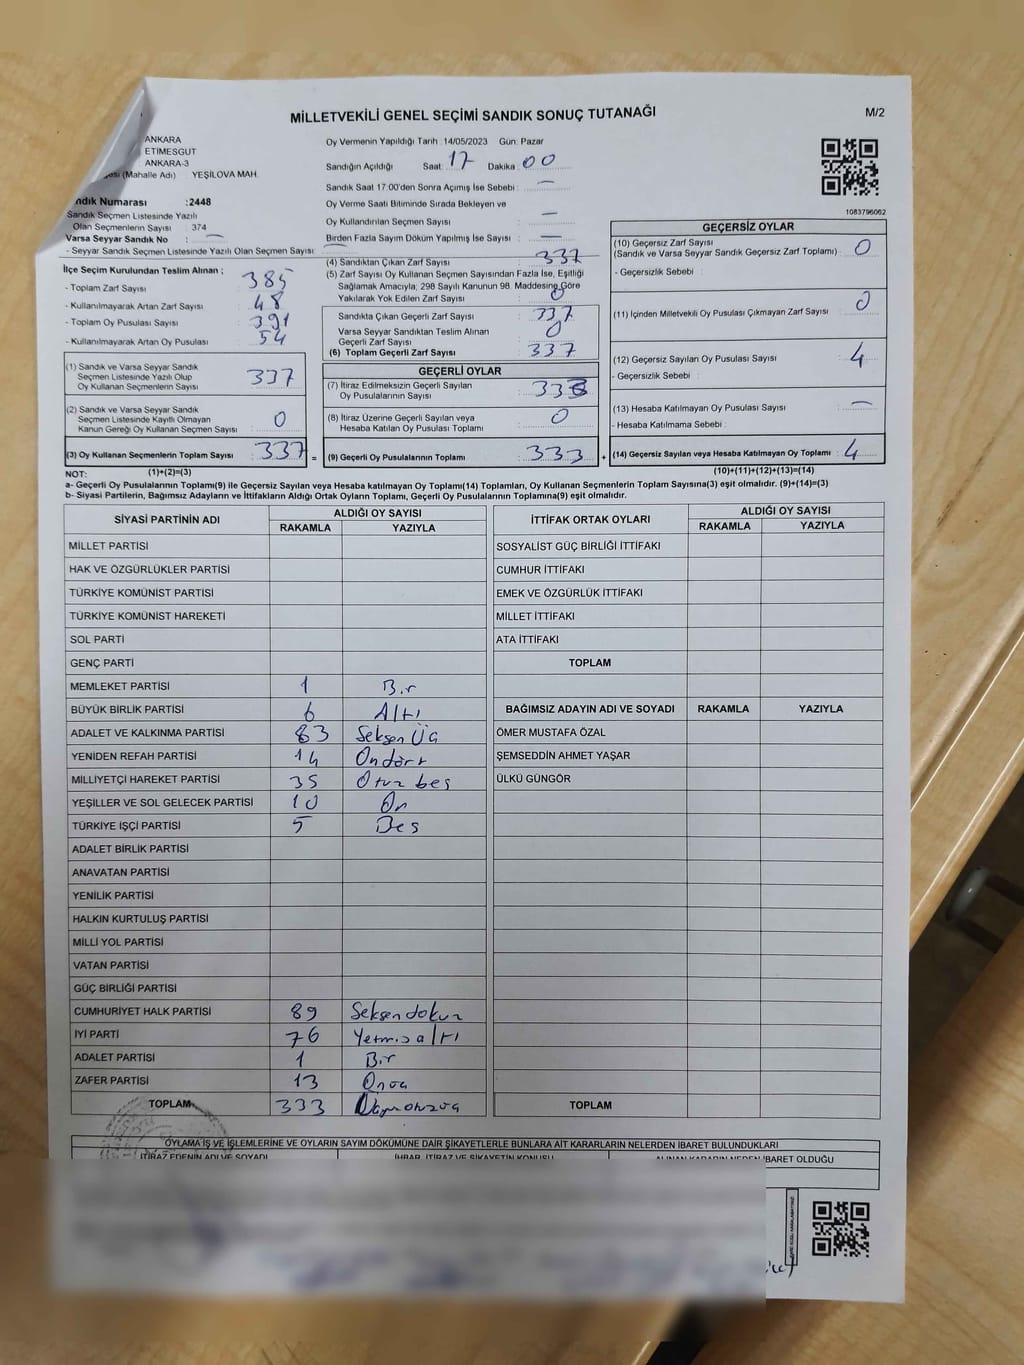 MİLLETVEKİLİ GENEL SEÇİMİ SANDIK SONUÇ TUTANAĞI
M/2
ANKARA
ETİMESGUT
ANKARA-3
(Mahalle Adı) YEŞİLOVA MAH.
Numarası :2448
Sandık Seçmen Listesinde Yazılı
Olan Seçmenlerin Sayısı 374
Varsa Seyyar Sandık No : —
- Seyyar Sandık Seçmen Listesinde Yazılı Olan Seçmen Sayısı: —
Oy Vermenin Yapıldığı Tarih : 14/05/2023 Gün: Pazar
Sandığın Açıldığı Saat: 17 Dakika : 00
Sandık Saat 17:00'den Sonra Açımış İse Sebebi : —
Oy Verme Saati Bitiminde Sırada Bekleyen ve
Oy Kullandırılan Seçmen Sayısı : —
Birden Fazla Sayım Döküm Yapılmış İse Sayısı : —
1083796062
İlçe Seçim Kurulundan Teslim Alınan ;
- Toplam Zarf Sayısı : 385
- Kullanılmayarak Artan Zarf Sayısı : 48
- Toplam Oy Pusulası Sayısı : 391
- Kullanılmayarak Artan Oy Pusulası : 54
(1) Sandık ve Varsa Seyyar Sandık
Seçmen Listesinde Yazılı Olup
Oy Kullanan Seçmenlerin Sayısı : 337
(2) Sandık ve Varsa Seyyar Sandık
Seçmen Listesinde Kayıtlı Olmayan
Kanun Gereği Oy Kullanan Seçmen Sayısı : 0
(3) Oy Kullanan Seçmenlerin Toplam Sayısı : 337 =
(4) Sandıktan Çıkan Zarf Sayısı : 337
(5) Zarf Sayısı Oy Kullanan Seçmen Sayısından Fazla İse, Eşitliği
Sağlamak Amacıyla; 298 Sayılı Kanunun 98. Maddesine Göre
Yakılarak Yok Edilen Zarf Sayısı : 0
Sandıkta Çıkan Geçerli Zarf Sayısı : 337
Varsa Seyyar Sandıktan Teslim Alınan
Geçerli Zarf Sayısı : 0
(6) Toplam Geçerli Zarf Sayısı : 337
GEÇERLİ OYLAR
(7) İtiraz Edilmeksizin Geçerli Sayılan
Oy Pusulalarının Sayısı : 333
(8) İtiraz Üzerine Geçerli Sayılan veya
Hesaba Katılan Oy Pusulası Toplamı : 0
(9) Geçerli Oy Pusulalarının Toplamı : 333 +
GEÇERSİZ OYLAR
(10) Geçersiz Zarf Sayısı
(Sandık ve Varsa Seyyar Sandık Geçersiz Zarf Toplamı) : 0
- Geçersizlik Sebebi :
(11) İçinden Milletvekili Oy Pusulası Çıkmayan Zarf Sayısı : 0
(12) Geçersiz Sayılan Oy Pusulası Sayısı : 4
- Geçersizlik Sebebi :
(13) Hesaba Katılmayan Oy Pusulası Sayısı : —
- Hesaba Katılmama Sebebi :
(14) Geçersiz Sayılan veya Hesaba Katılmayan Oy Toplamı : 4
NOT: (1)+(2)=(3) (10)+(11)+(12)+(13)=(14)
a- Geçerli Oy Pusulalarının Toplamı(9) ile Geçersiz Sayılan veya Hesaba katılmayan Oy Toplamı(14) Toplamları, Oy Kullanan Seçmenlerin Toplam Sayısına(3) eşit olmalıdır. (9)+(14)=(3)
b- Siyasi Partilerin, Bağımsız Adayların ve İttifakların Aldığı Ortak Oyların Toplamı, Geçerli Oy Pusulalarının Toplamına(9) eşit olmalıdır.
SİYASİ PARTİNİN ADI ALDIĞI OY SAYISI
RAKAMLA YAZIYLA
MİLLET PARTİSİ
HAK VE ÖZGÜRLÜKLER PARTİSİ
TÜRKİYE KOMÜNİST PARTİSİ
TÜRKİYE KOMÜNİST HAREKETİ
SOL PARTİ
GENÇ PARTİ
MEMLEKET PARTİSİ 1 Bir
BÜYÜK BİRLİK PARTİSİ 6 Altı
ADALET VE KALKINMA PARTİSİ 83 Seksen Üç
YENİDEN REFAH PARTİSİ 14 Ondört
MİLLİYETÇİ HAREKET PARTİSİ 35 Otuz beş
YEŞİLLER VE SOL GELECEK PARTİSİ 10 On
TÜRKİYE İŞÇİ PARTİSİ 5 Beş
ADALET BİRLİK PARTİSİ
ANAVATAN PARTİSİ
YENİLİK PARTİSİ
HALKIN KURTULUŞ PARTİSİ
MİLLİ YOL PARTİSİ
VATAN PARTİSİ
GÜÇ BİRLİĞİ PARTİSİ
CUMHURİYET HALK PARTİSİ 89 Seksendokuz
İYİ PARTİ 76 Yetmişaltı
ADALET PARTİSİ 1 Bir
ZAFER PARTİSİ 13 Onüç
TOPLAM 333
İTTİFAK ORTAK OYLARI ALDIĞI OY SAYISI
RAKAMLA YAZIYLA
SOSYALİST GÜÇ BİRLİĞİ İTTİFAKI
CUMHUR İTTİFAKI
EMEK VE ÖZGÜRLÜK İTTİFAKI
MİLLET İTTİFAKI
ATA İTTİFAKI
TOPLAM
BAĞIMSIZ ADAYIN ADI VE SOYADI RAKAMLA YAZIYLA
ÖMER MUSTAFA ÖZAL
ŞEMSEDDİN AHMET YAŞAR
ÜLKÜ GÜNGÖR
TOPLAM
OYLAMA İŞ VE İŞLEMLERİNE VE OYLARIN SAYIM DÖKÜMÜNE DAİR ŞİKAYETLERLE BUNLARA AİT KARARLARIN NELERDEN İBARET BULUNDUKLARI
İTİRAZ EDENİN ADI VE SOYADI İHBAR, İTİRAZ VE ŞİKAYETİN KONUSU ALINAN KARARIN NEDEN İBARET OLDUĞU